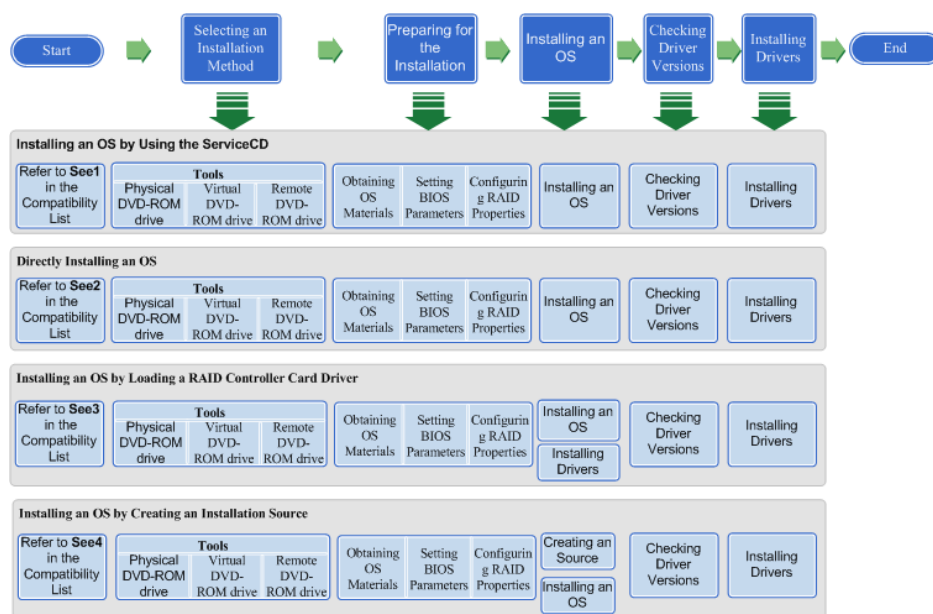 Start
Selecting an
Installation
Method
Preparing for
the
Installation
Installing an
OS
Checking
Driver
Versions
Installing
Drivers
End
Installing an OS by Using the ServiceCD
Refer to See1
in the
Compatibility
List
Tools
Physical
DVD-ROM
drive
Virtual
DVD-
ROM drive
Remote
DVD-
ROM drive
Obtaining
OS
Materials
Setting
BIOS
Parameters
Configurin
g RAID
Properties
Installing an
OS
Checking
Driver
Versions
Installing
Drivers
Directly Installing an OS
Refer to See2
in the
Compatibility
List
Tools
Physical
DVD-ROM
drive
Virtual
DVD-
ROM drive
Remote
DVD-
ROM drive
Obtaining
OS
Materials
Setting
BIOS
Parameters
Configurin
g RAID
Properties
Installing an
OS
Checking
Driver
Versions
Installing
Drivers
Installing an OS by Loading a RAID Controller Card Driver
Refer to See3
in the
Compatibility
List
Tools
Physical
DVD-ROM
drive
Virtual
DVD-
ROM drive
Remote
DVD-
ROM drive
Obtaining
OS
Materials
Setting
BIOS
Parameters
Configurin
g RAID
Properties
Installing an
OS
Installing
Drivers
Checking
Driver
Versions
Installing
Drivers
Installing an OS by Creating an Installation Source
Refer to See4
in the
Compatibility
List
Tools
Physical
DVD-ROM
drive
Virtual
DVD-
ROM drive
Remote
DVD-
ROM drive
Obtaining
OS
Materials
Setting
BIOS
Parameters
Configurin
g RAID
Properties
Creating an
Source
Installing an
OS
Checking
Driver
Versions
Installing
Drivers